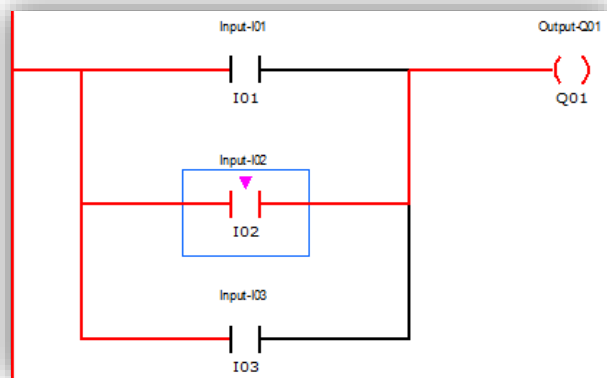 Input-I01
Output-Q01
I01
Q01
Input-I02
I02
Input-I03
I03